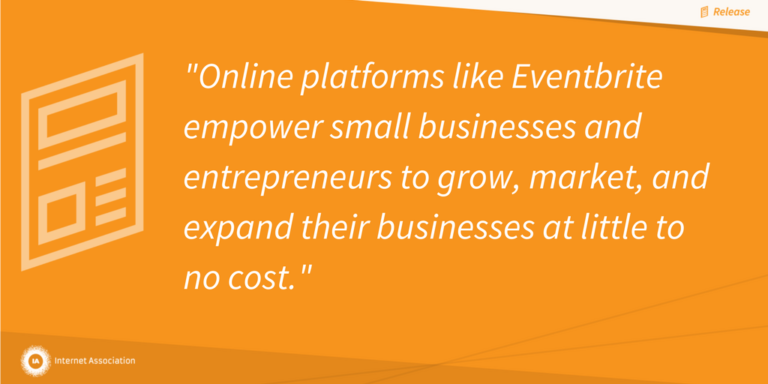 Release
"Online platforms like Eventbrite
empower small businesses and
entrepreneurs to grow, market, and
expand their businesses at little to
no cost."
IA
Internet Association